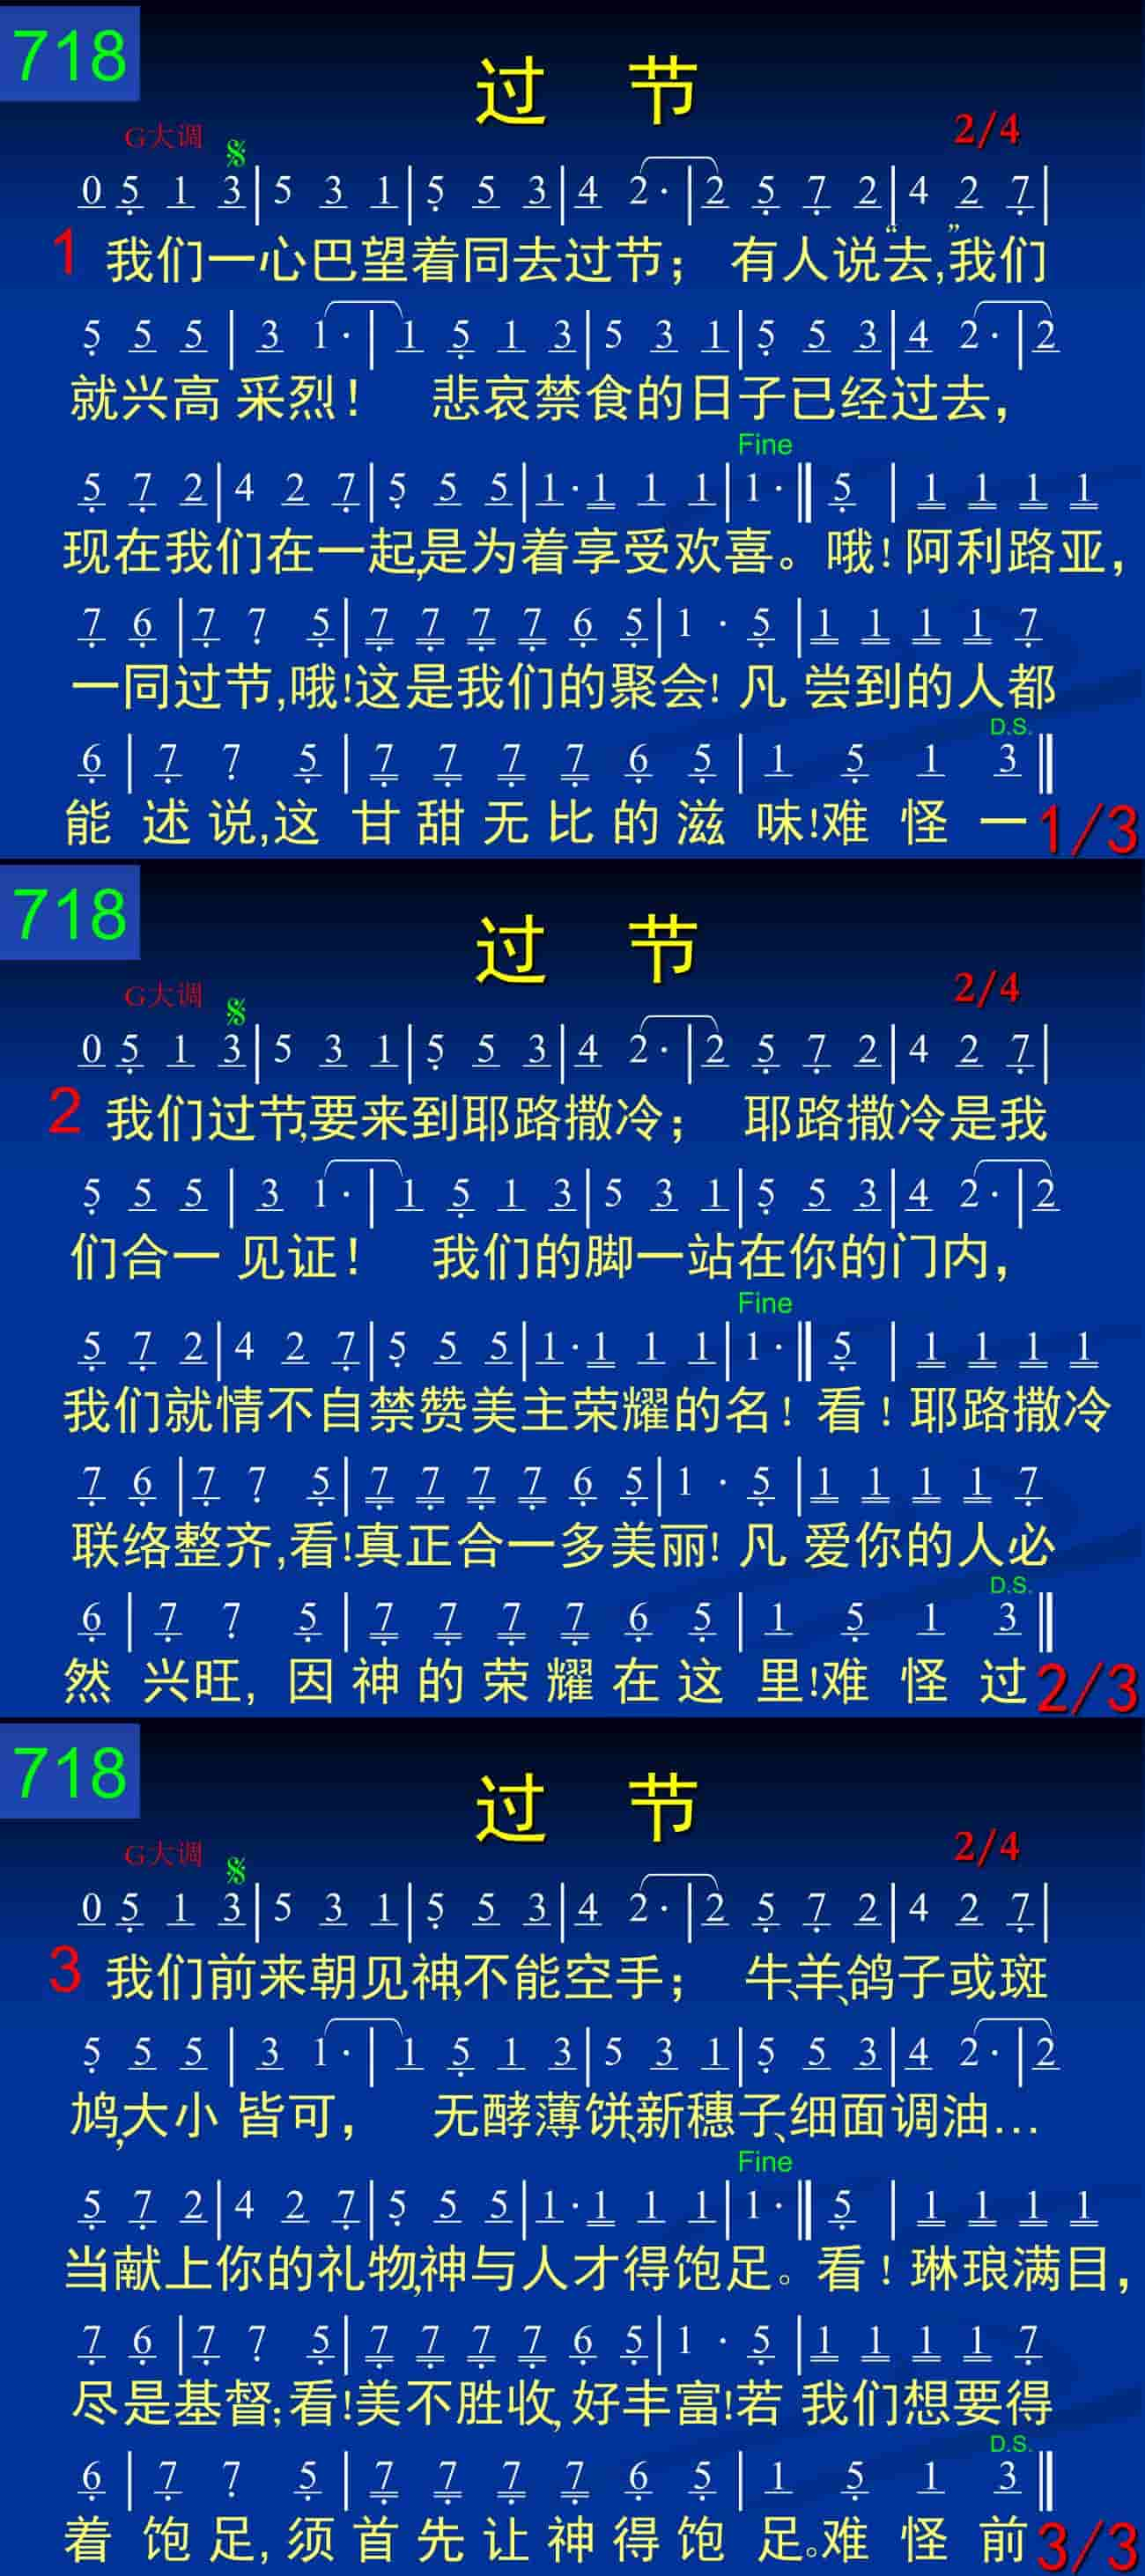 718
过 节
G大调 2/4
0 5 1 3|5 3 1|5 5 3|4 2·|2 5 7 2|4 2 7|
1 我们一心巴望着同去过节； 有人说“去,”我们
5 5 5|3 1·|1 5 1 3|5 3 1|5 5 3|4 2·|2
就兴高采烈！ 悲哀禁食的日子已经过去，
Fine
5 7 2|4 2 7|5 5 5|1·1 1 1|1·‖5|1 1 1 1
现在我们在一起,是为着享受欢喜。哦！阿利路亚，
7 6|7 7 5|7 7 7 7 6 5|1 · 5|1 1 1 1 7
一同过节,哦!这是我们的聚会! 凡 尝到的人都
D.S.
6|7 7 5|7 7 7 7 6 5|1 5 1 3‖
能 述 说,这 甘 甜 无 比 的 滋 味!难 怪 一 1/3
718
过 节
G大调 2/4
0 5 1 3|5 3 1|5 5 3|4 2·|2 5 7 2|4 2 7|
2 我们过节,要来到耶路撒冷； 耶路撒冷是我
5 5 5|3 1·|1 5 1 3|5 3 1|5 5 3|4 2·|2
们合一见证！ 我们的脚一站在你的门内，
Fine
5 7 2|4 2 7|5 5 5|1·1 1 1|1·‖5|1 1 1 1
我们就情不自禁赞美主荣耀的名！看！耶路撒冷
7 6|7 7 5|7 7 7 7 6 5|1 · 5|1 1 1 1 7
联络整齐,看!真正合一多美丽! 凡 爱你的人必
D.S.
6|7 7 5|7 7 7 7 6 5|1 5 1 3‖
然 兴旺, 因 神 的 荣 耀 在 这 里!难 怪 过 2/3
718
过 节
G大调 2/4
0 5 1 3|5 3 1|5 5 3|4 2·|2 5 7 2|4 2 7|
3 我们前来朝见神,不能空手； 牛、羊、鸽子或斑
5 5 5|3 1·|1 5 1 3|5 3 1|5 5 3|4 2·|2
鸠,大小皆可， 无酵薄饼、新穗子、细面调油…
Fine
5 7 2|4 2 7|5 5 5|1·1 1 1|1·‖5|1 1 1 1
当献上你的礼物,神与人才得饱足。看！琳琅满目，
7 6|7 7 5|7 7 7 7 6 5|1 · 5|1 1 1 1 7
尽是基督;看!美不胜收,好丰富!若 我们想要得
D.S.
6|7 7 5|7 7 7 7 6 5|1 5 1 3‖
着 饱 足, 须 首 先 让 神 得 饱 足。难 怪 前 3/3